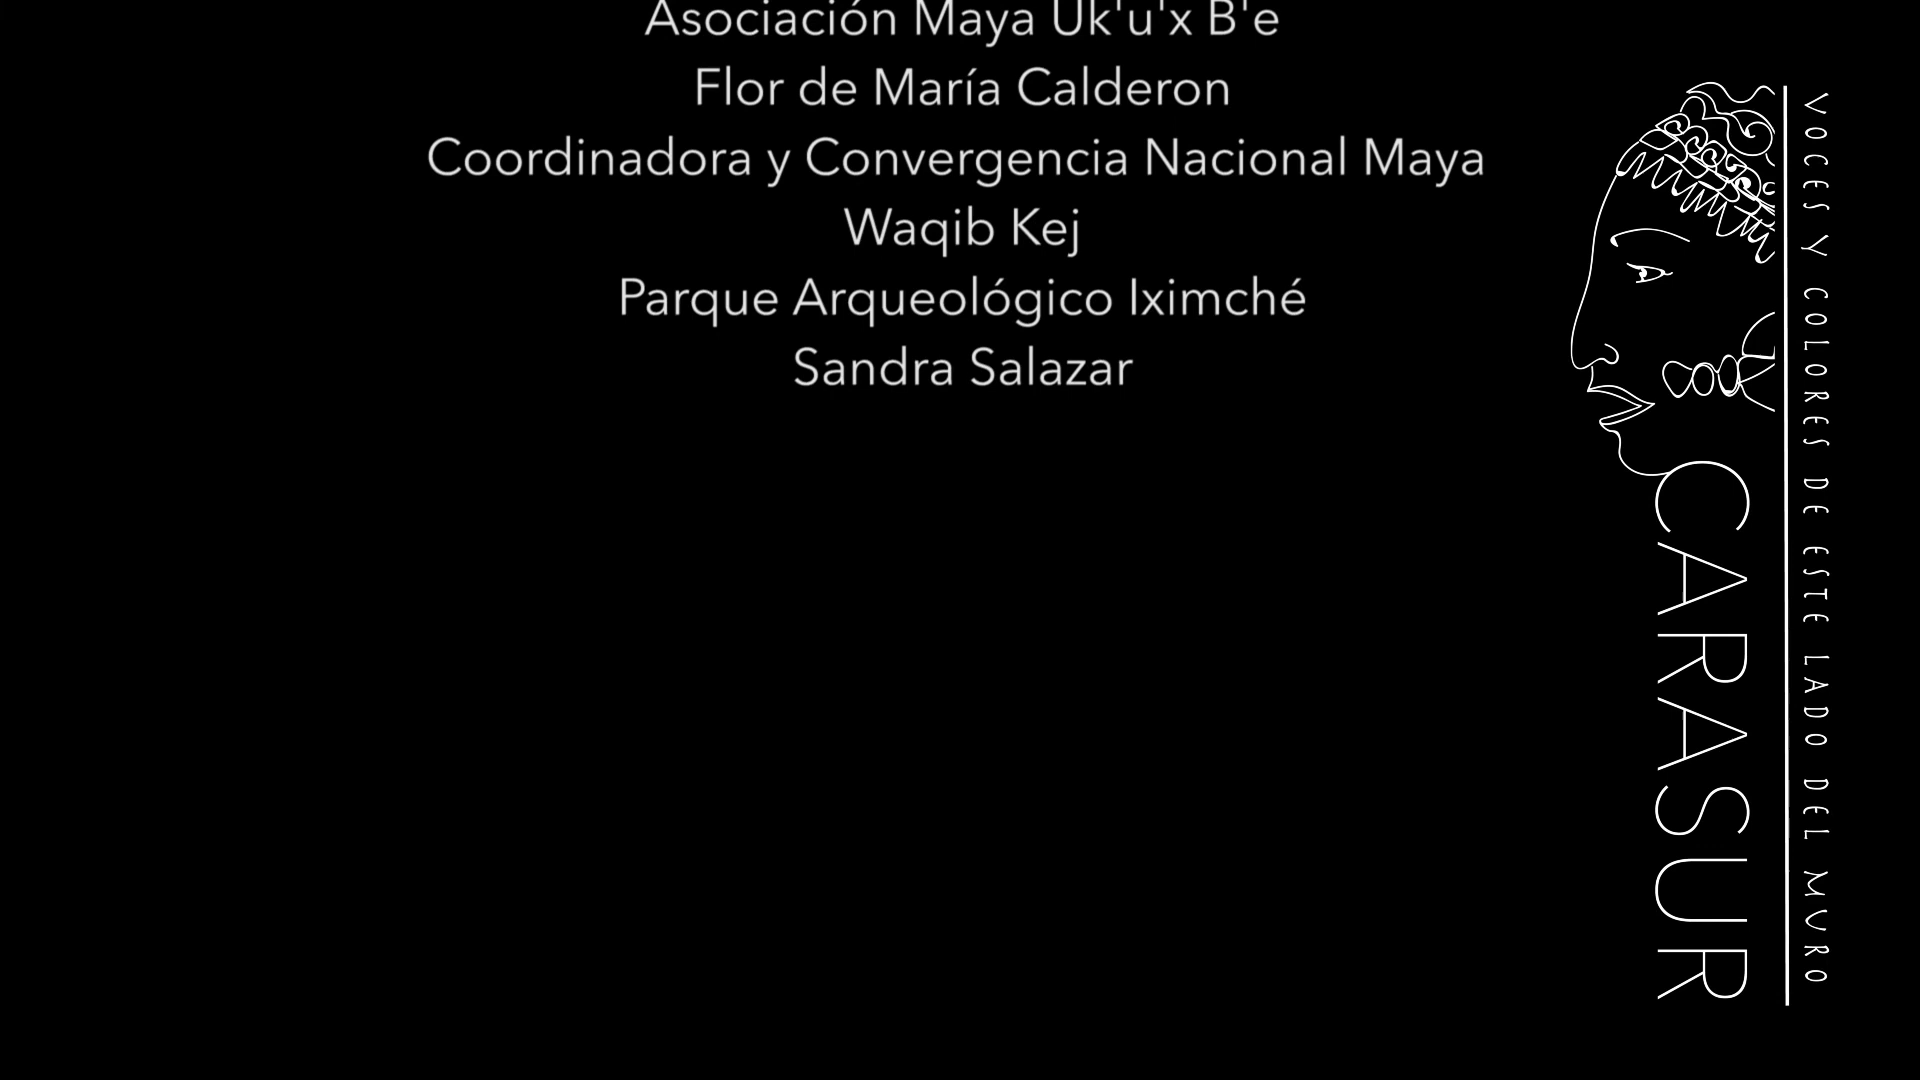 Asociación Maya Uk'u'x B'e
Flor de María Calderon
Coordinadora y Convergencia Nacional Maya
Waqib Kej
Parque Arqueológico Iximché
Sandra Salazar
CARASUR
VOCES Y COLORES DE ESTE LADO DEL MURO